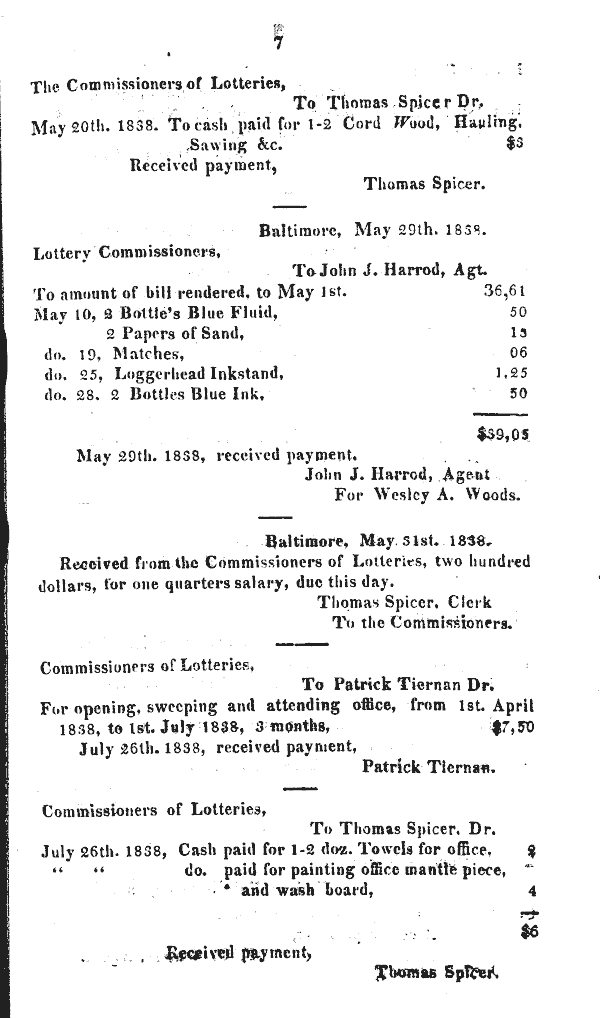 7
The Commissioners of Lotteries,
To Thomas Spicer Dr.
May 20th. 1838. To cash paid for 1-2 Cord Wood, Hauling,
Sawing &c. $3
Received payment,
Thomas Spicer.
Baltimore, May 29th. 1838.
Lottery Commissioners,
To John J. Harrod, Agt.
To amount of bill rendered, to May 1st. 36,61
May 10, 2 Bottle's Blue Fluid, 50
2 Papers of Sand, 13
do. 19, Matches, 06
do. 25, Loggerhead Inkstand, 1,25
do. 28. 2 Bottles Blue Ink, 50
$39,05
May 29th. 1838, received payment.
John J. Harrod, Agent
For Wesley A. Woods.
Baltimore, May 31st. 1838.
Received from the Commissioners of Lotteries, two hundred
dollars, for one quarters salary, due this day.
Thomas Spicer, Clerk
To the Commissioners.
Commissioners of Lotteries,
To Patrick Tiernan Dr.
For opening, sweeping and attending office, from 1st. April
1838, to 1st. July 1838, 3 months, $7,50
July 26th. 1838, received payment,
Patrick Tiernan.
Commissioners of Lotteries,
To Thomas Spicer, Dr.
July 26th. 1838, Cash paid for 1-2 doz. Towels for office, 2
" " do. paid for painting office mantle piece,
and wash board, 4
$6
Received payment,
Thomas Spicer.